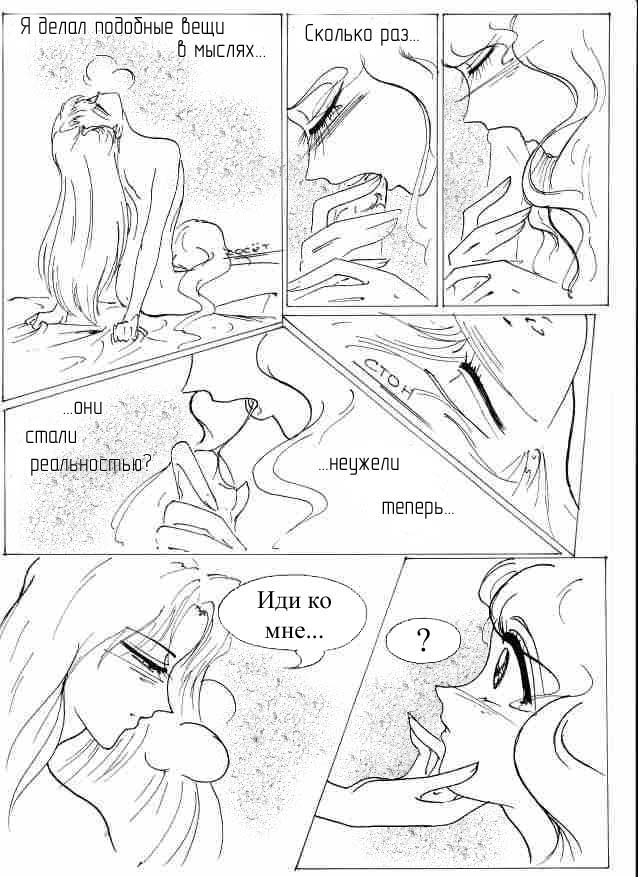 Я делал подобные вещи
в мыслях...
Сколько раз...
СОСЁТ
СТОН
...они
стали
реальностью?
...неужели
теперь...
Иди ко
мне...
?